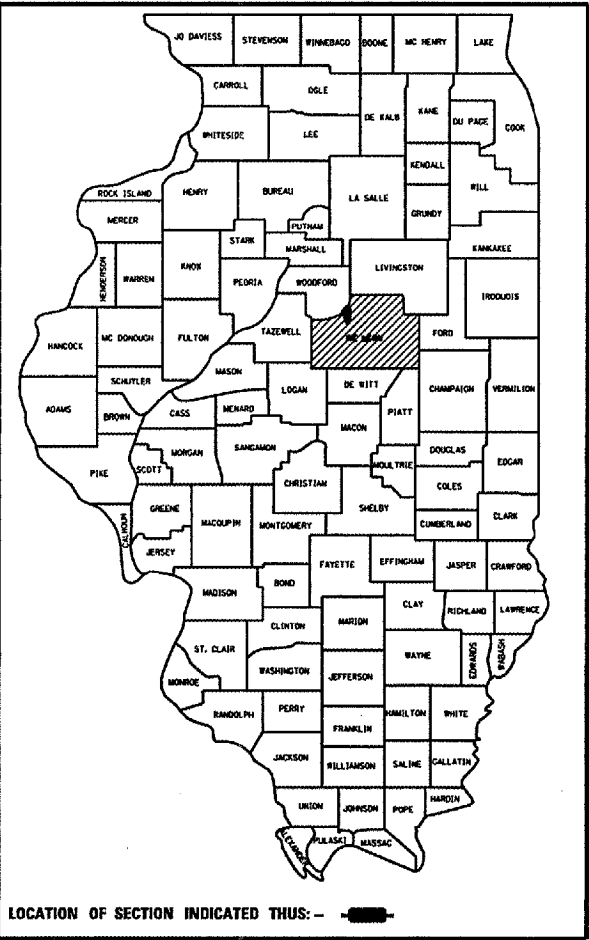 JO DAVIESS
STEVENSON
WINNEBAGO
BOONE
MC HENRY
LAKE
CARROLL
OGLE
DE KALB
KANE
DU PAGE
COOK
WHITESIDE
LEE
KENDALL
WILL
ROCK ISLAND
HENRY
BUREAU
LA SALLE
GRUNDY
MERCER
PUTNAM
STARK
MARSHALL
KANKAKEE
HENDERSON
WARREN
KNOX
PEORIA
WOODFORD
LIVINGSTON
IROQUOIS
HANCOCK
MC DONOUGH
FULTON
TAZEWELL
MC LEAN
FORD
MASON
SCHUYLER
LOGAN
DE WITT
CHAMPAIGN
VERMILION
ADAMS
BROWN
CASS
MENARD
MACON
PIATT
PIKE
SCOTT
MORGAN
SANGAMON
CHRISTIAN
MOULTRIE
DOUGLAS
EDGAR
COLES
CALHOUN
GREENE
MACOUPIN
MONTGOMERY
SHELBY
CUMBERLAND
CLARK
JERSEY
FAYETTE
EFFINGHAM
JASPER
CRAWFORD
MADISON
BOND
CLAY
RICHLAND
LAWRENCE
CLINTON
MARION
ST. CLAIR
WAYNE
EDWARDS
WABASH
MONROE
WASHINGTON
JEFFERSON
RANDOLPH
PERRY
FRANKLIN
HAMILTON
WHITE
JACKSON
WILLIAMSON
SALINE
GALLATIN
UNION
JOHNSON
POPE
HARDIN
ALEXANDER
PULASKI
MASSAC
LOCATION OF SECTION INDICATED THUS: –